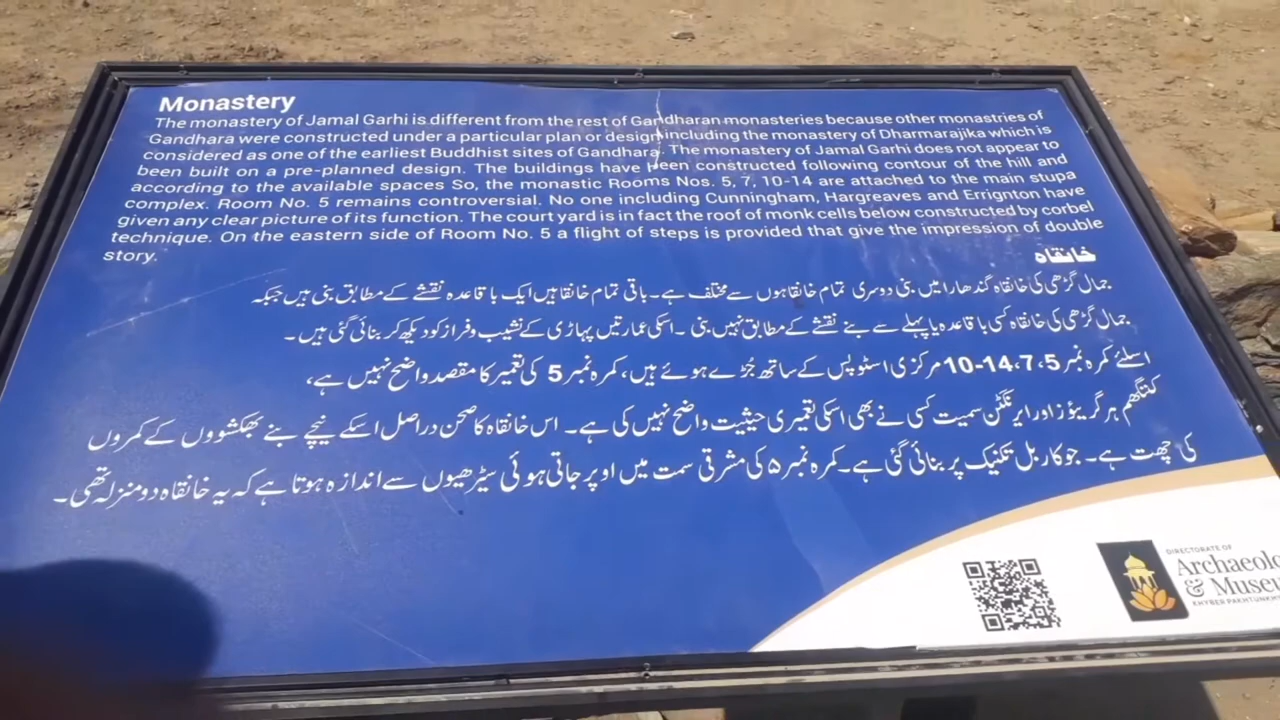 Monastery
The monastery of Jamal Garhi is different from the rest of Gandharan monasteries because other monastries of
Gandhara were constructed under a particular plan or design including the monastery of Dharmarajika which is
considered as one of the earliest Buddhist sites of Gandhara. The monastery of Jamal Garhi does not appear to
been built on a pre-planned design. The buildings have been constructed following contour of the hill and
according to the available spaces So, the monastic Rooms Nos. 5, 7, 10-14 are attached to the main stupa
complex. Room No. 5 remains controversial. No one including Cunningham, Hargreaves and Errignton have
given any clear picture of its function. The court yard is in fact the roof of monk cells below constructed by corbel
technique. On the eastern side of Room No. 5 a flight of steps is provided that give the impression of double
story.
خانقاہ
جمال گڑھی کی خانقاہ گندھارا میں بنی دوسری تمام خانقاہوں سے مختلف ہے۔ باقی تمام خانقاہیں ایک باقاعدہ نقشے کے مطابق بنی ہیں جبکہ
جمال گڑھی کی خانقاہ کسی باقاعدہ یا پہلے سے بنے نقشے کے مطابق نہیں بنی ۔ اسکی عمارتیں پہاڑی کے نشیب و فراز کو دیکھ کر بنائی گئی ہیں ۔
اسلئے کمرہ نمبر 5، 7، 10-14 مرکزی اسٹوپس کے ساتھ جُڑے ہوئے ہیں، کمرہ نمبر 5 کی تعمیر کا مقصد واضح نہیں ہے،
کننگھم ہرگریؤز اور ایرنگٹن سمیت کسی نے بھی اسکی تعمیری حیثیت واضح نہیں کی ہے۔ اس خانقاہ کا صحن دراصل اسکے نیچے بنے بھکشووں کے کمروں
کی چھت ہے۔ جو کاربل تکنیک پر بنائی گئی ہے۔ کمرہ نمبر ۵ کی مشرقی سمت میں اوپر جاتی ہوئی سیڑھیوں سے اندازہ ہوتا ہے کہ یہ خانقاہ دو منزلہ تھی۔
DIRECTORATE OF
& 
KHYBER